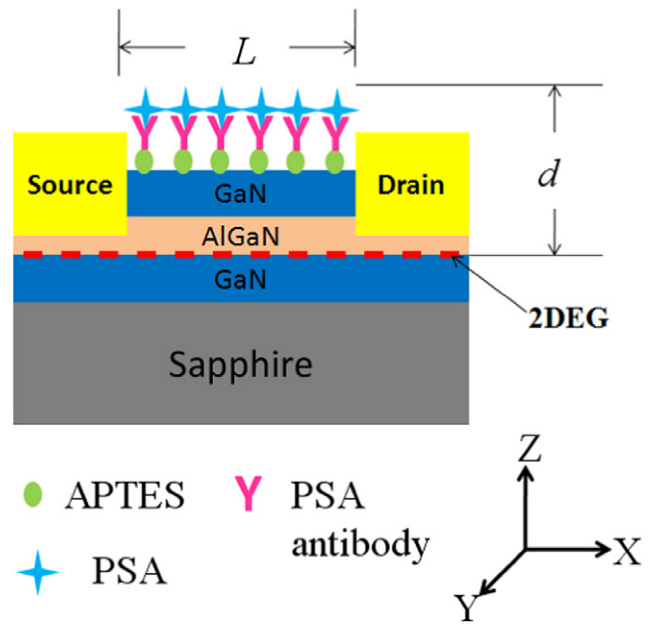 L
Source
GaN
Drain
d
AlGaN
GaN
2DEG
Sapphire
Z
APTES
PSA
antibody
PSA
X
Y